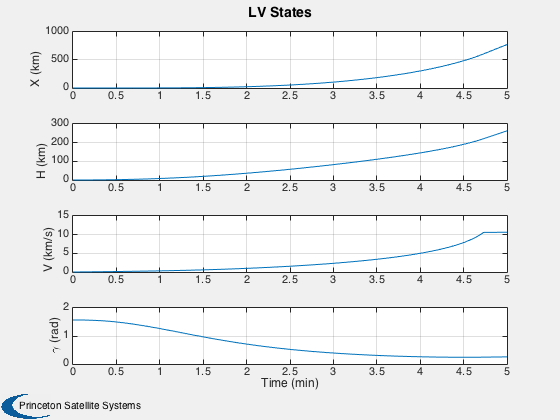 LV States
X (km)
1000
500
0
0 0.5 1 1.5 2 2.5 3 3.5 4 4.5 5
H (km)
300
200
100
0
0 0.5 1 1.5 2 2.5 3 3.5 4 4.5 5
V (km/s)
15
10
5
0
0 0.5 1 1.5 2 2.5 3 3.5 4 4.5 5
γ (rad)
2
1
0
0 0.5 1 1.5 2 2.5 3 3.5 4 4.5 5
Time (min)
Princeton Satellite Systems